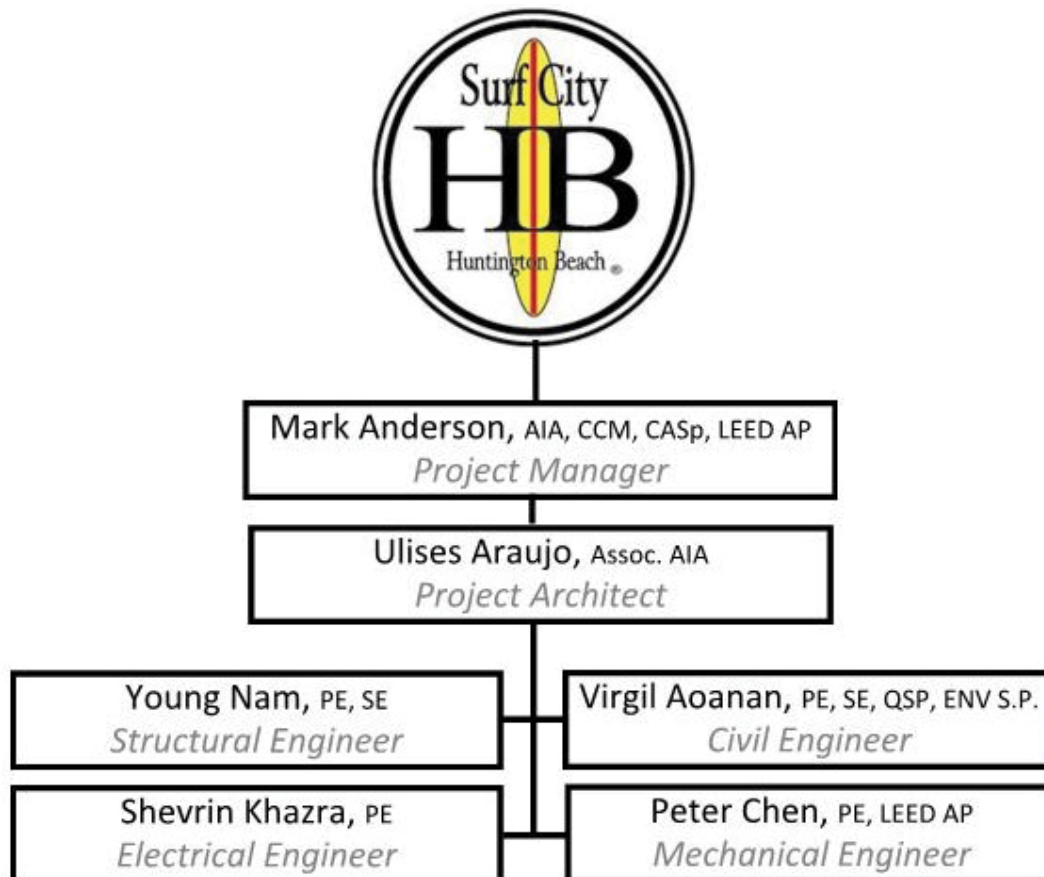 Surf City
HB
Huntington Beach ®
Mark Anderson, AIA, CCM, CASp, LEED AP
Project Manager
Ulises Araujo, Assoc. AIA
Project Architect
Young Nam, PE, SE
Structural Engineer
Virgil Aoanan, PE, SE, QSP, ENV S.P.
Civil Engineer
Shevrin Khazra, PE
Electrical Engineer
Peter Chen, PE, LEED AP
Mechanical Engineer